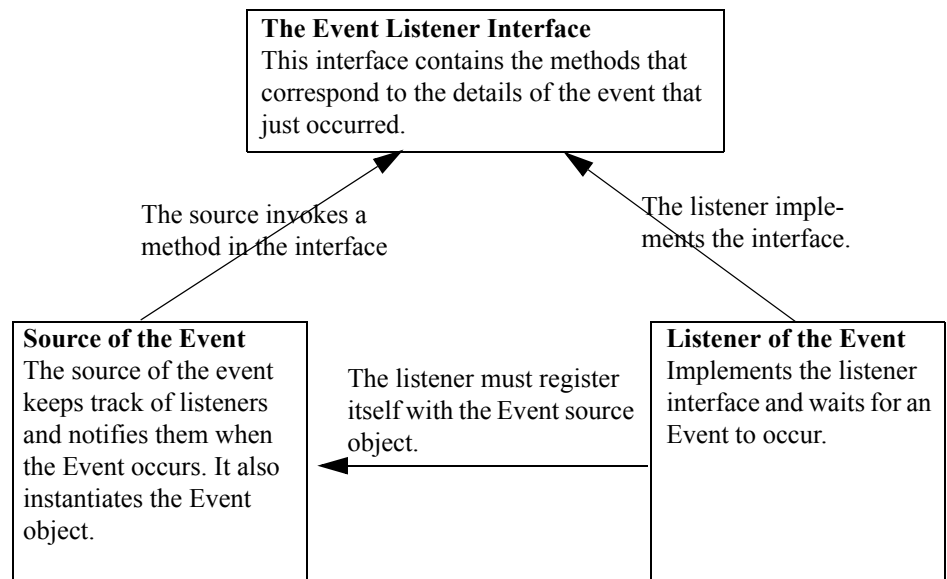 The Event Listener Interface
This interface contains the methods that
correspond to the details of the event that
just occurred.
The source invokes a
method in the interface
The listener imple-
ments the interface.
Source of the Event
The source of the event
keeps track of listeners
and notifies them when
the Event occurs. It also
instantiates the Event
object.
The listener must register
itself with the Event source
object.
Listener of the Event
Implements the listener
interface and waits for an
Event to occur.